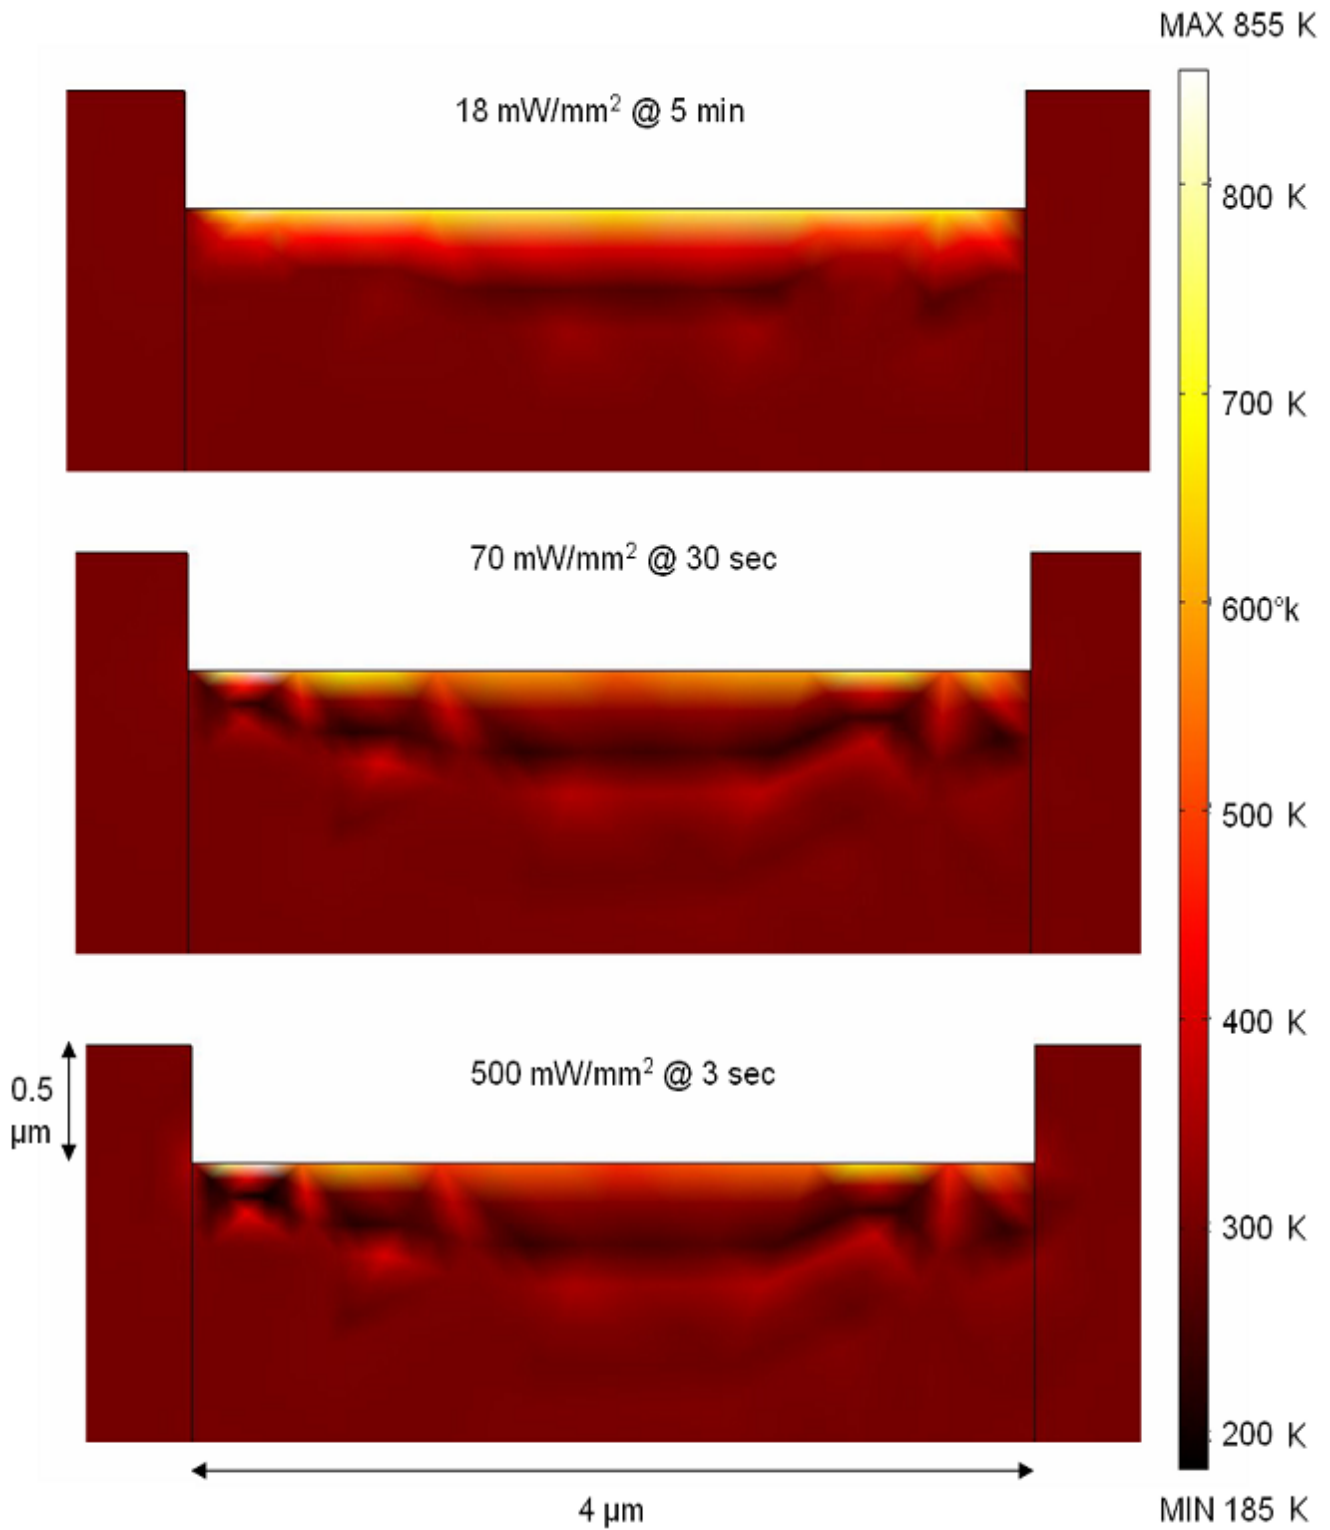 MAX 855 K
18 mW/mm² @ 5 min
800 K
700 K
70 mW/mm² @ 30 sec
600°k
500 K
400 K
500 mW/mm² @ 3 sec
0.5
µm
300 K
200 K
4 µm
MIN 185 K